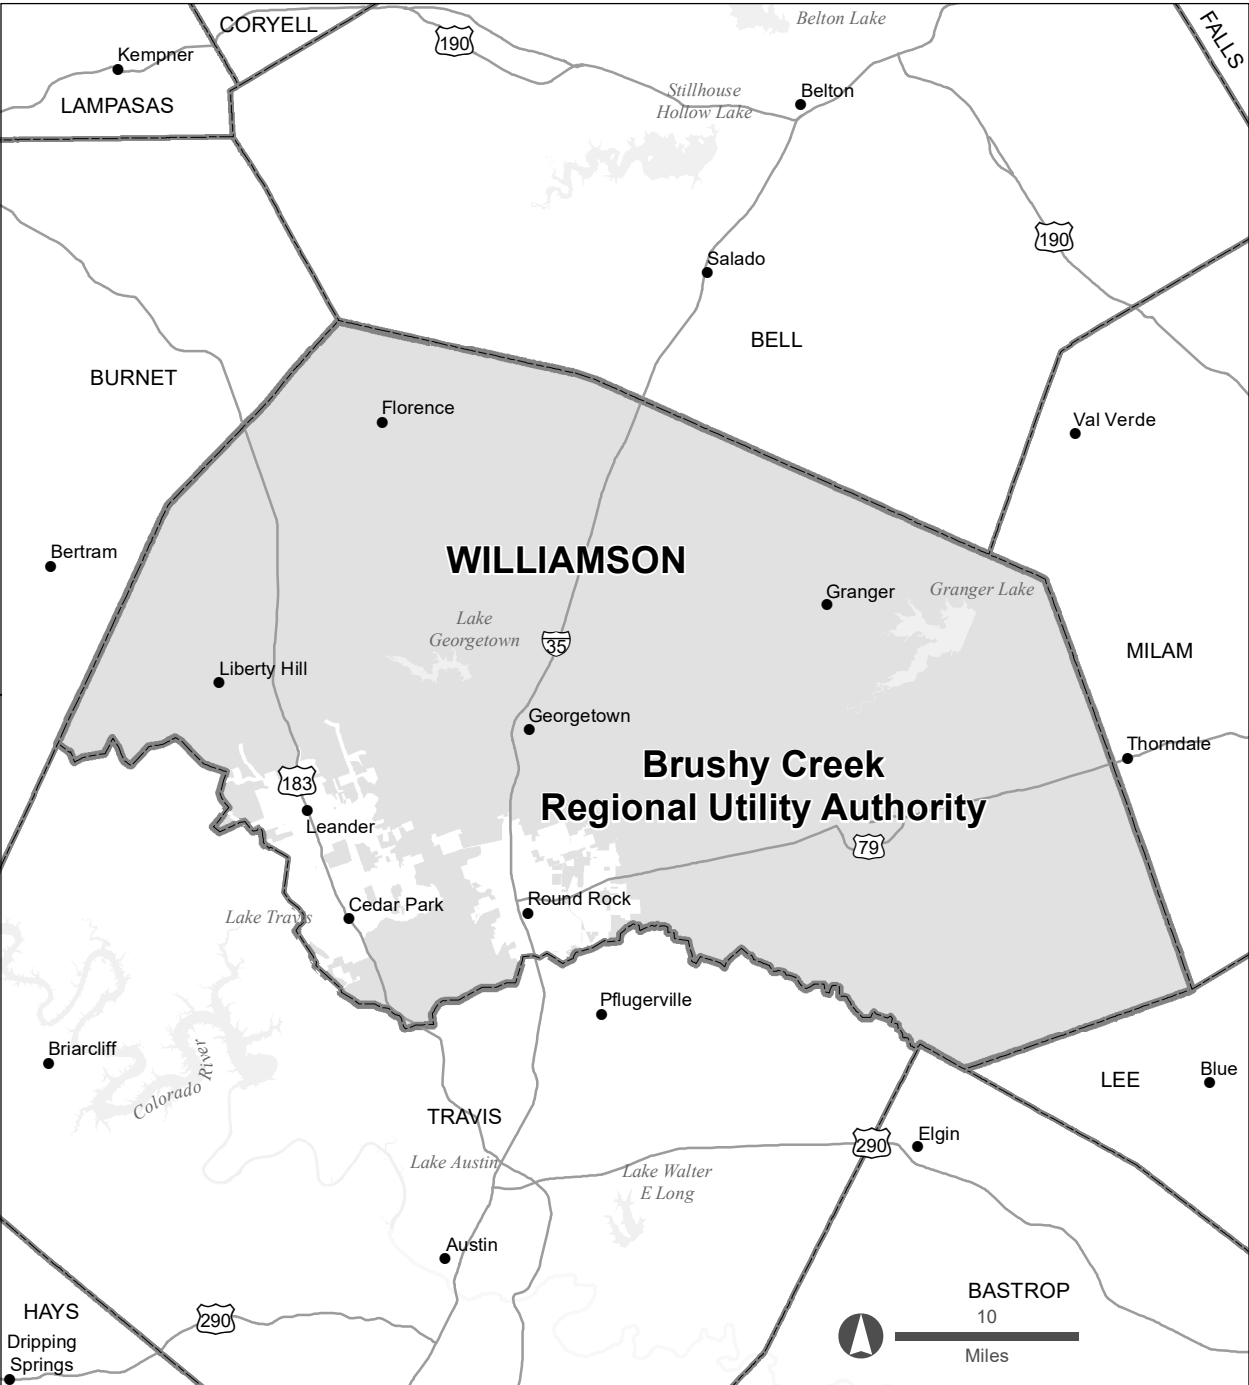 CORYELL
Belton Lake
FALLS
190
Kempner
LAMPASAS
Stillhouse
Hollow Lake
Belton
190
Salado
BELL
BURNET
Florence
Val Verde
Bertram
WILLIAMSON
Granger
Granger Lake
Lake
Georgetown
35
MILAM
Liberty Hill
Georgetown
Thorndale
Brushy Creek
Regional Utility Authority
183
Leander
79
Cedar Park
Round Rock
Lake Travis
Pflugerville
Briarcliff
Colorado River
LEE
Blue
TRAVIS
290
Elgin
Lake Austin
Lake Walter
E Long
Austin
BASTROP
HAYS
290
10
Miles
Dripping
Springs